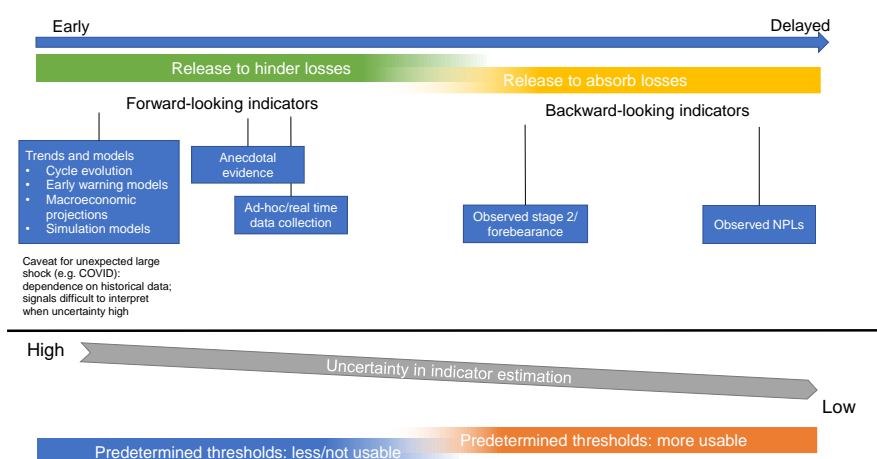 Early
Delayed
Release to hinder losses
Release to absorb losses
Forward-looking indicators
Backward-looking indicators
Trends and models
• Cycle evolution
• Early warning models
• Macroeconomic
projections
• Simulation models
Anecdotal
evidence
Ad-hoc/real time
data collection
Observed stage 2/
forebearance
Observed NPLs
Caveat for unexpected large
shock (e.g. COVID):
dependence on historical data;
signals difficult to interpret
when uncertainty high
High
Uncertainty in indicator estimation
Low
Predetermined thresholds: less/not usable
Predetermined thresholds: more usable